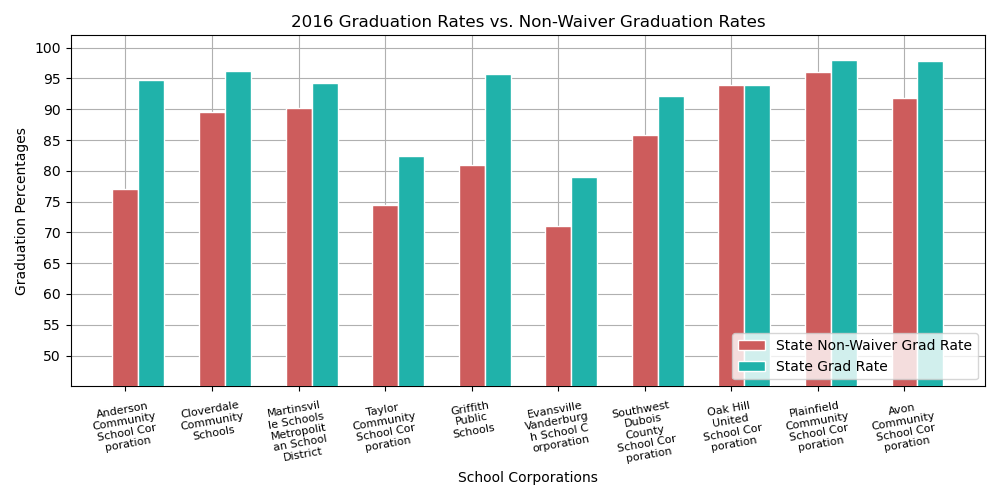 2016 Graduation Rates vs. Non-Waiver Graduation Rates
Graduation Percentages
100
95
90
85
80
75
70
65
60
55
50
State Non-Waiver Grad Rate
State Grad Rate
Anderson
Community
School Cor
poration
Cloverdale
Community
Schools
Martinsvil
le Schools
Metropolit
an School
District
Taylor
Community
School Cor
poration
Griffith
Public
Schools
Evansville
Vanderburg
h School C
orporation
Southwest
Dubois
County
School Cor
poration
Oak Hill
United
School Cor
poration
Plainfield
Community
School Cor
poration
Avon
Community
School Cor
poration
School Corporations